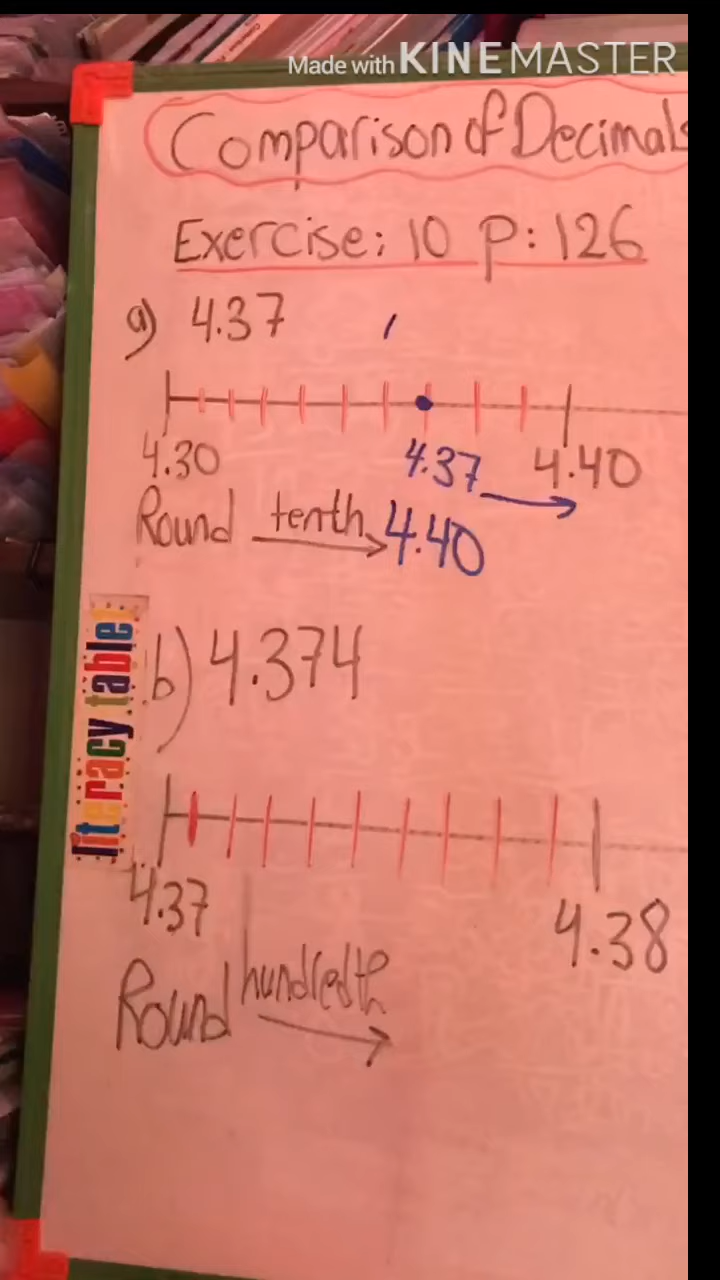 Made with KINEMASTER
Comparison of Decimals
Exercise: 10 p: 126
a) 4.37
4.30 4.37 4.40
Round tenth 4.40
literacy table
b) 4.374
4.37 4.38
Round hundredth